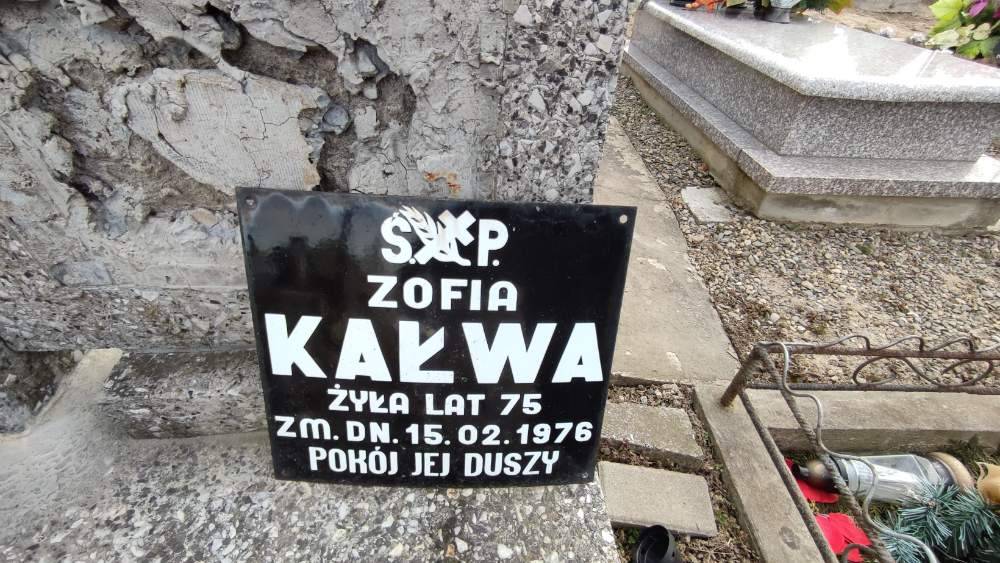 Ś. P.
ZOFIA
KAŁWA
ŻYŁA LAT 75
ZM. DN. 15.02.1976
POKÓJ JEJ DUSZY